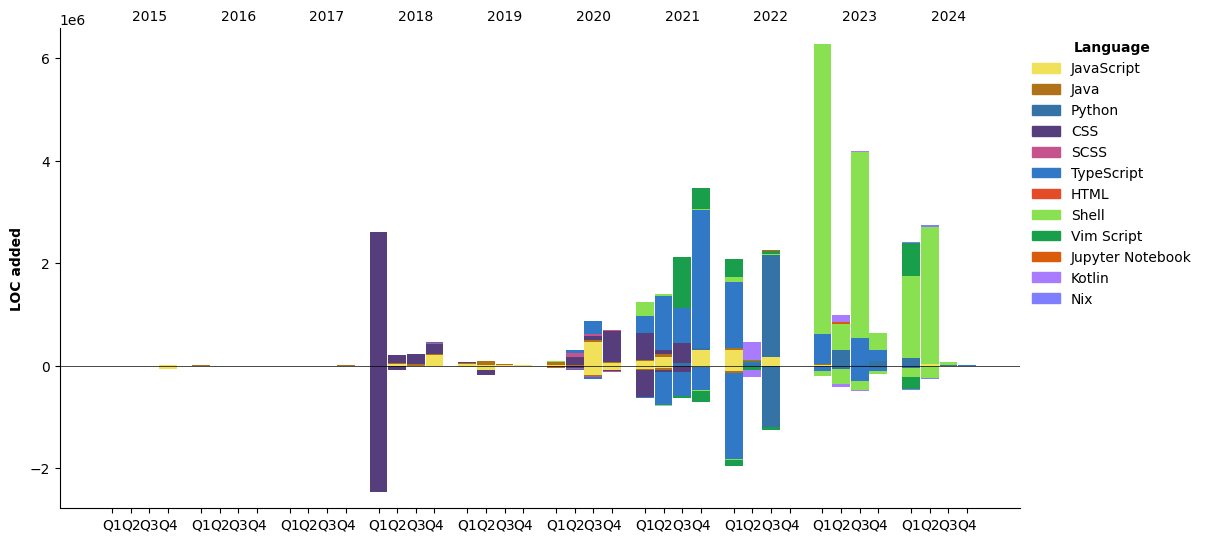 1e6
2015 2016 2017 2018 2019 2020 2021 2022 2023 2024
6
4
2
0
−2
LOC added
Q1Q2Q3Q4 Q1Q2Q3Q4 Q1Q2Q3Q4 Q1Q2Q3Q4 Q1Q2Q3Q4 Q1Q2Q3Q4 Q1Q2Q3Q4 Q1Q2Q3Q4 Q1Q2Q3Q4 Q1Q2Q3Q4
Language
JavaScript
Java
Python
CSS
SCSS
TypeScript
HTML
Shell
Vim Script
Jupyter Notebook
Kotlin
Nix